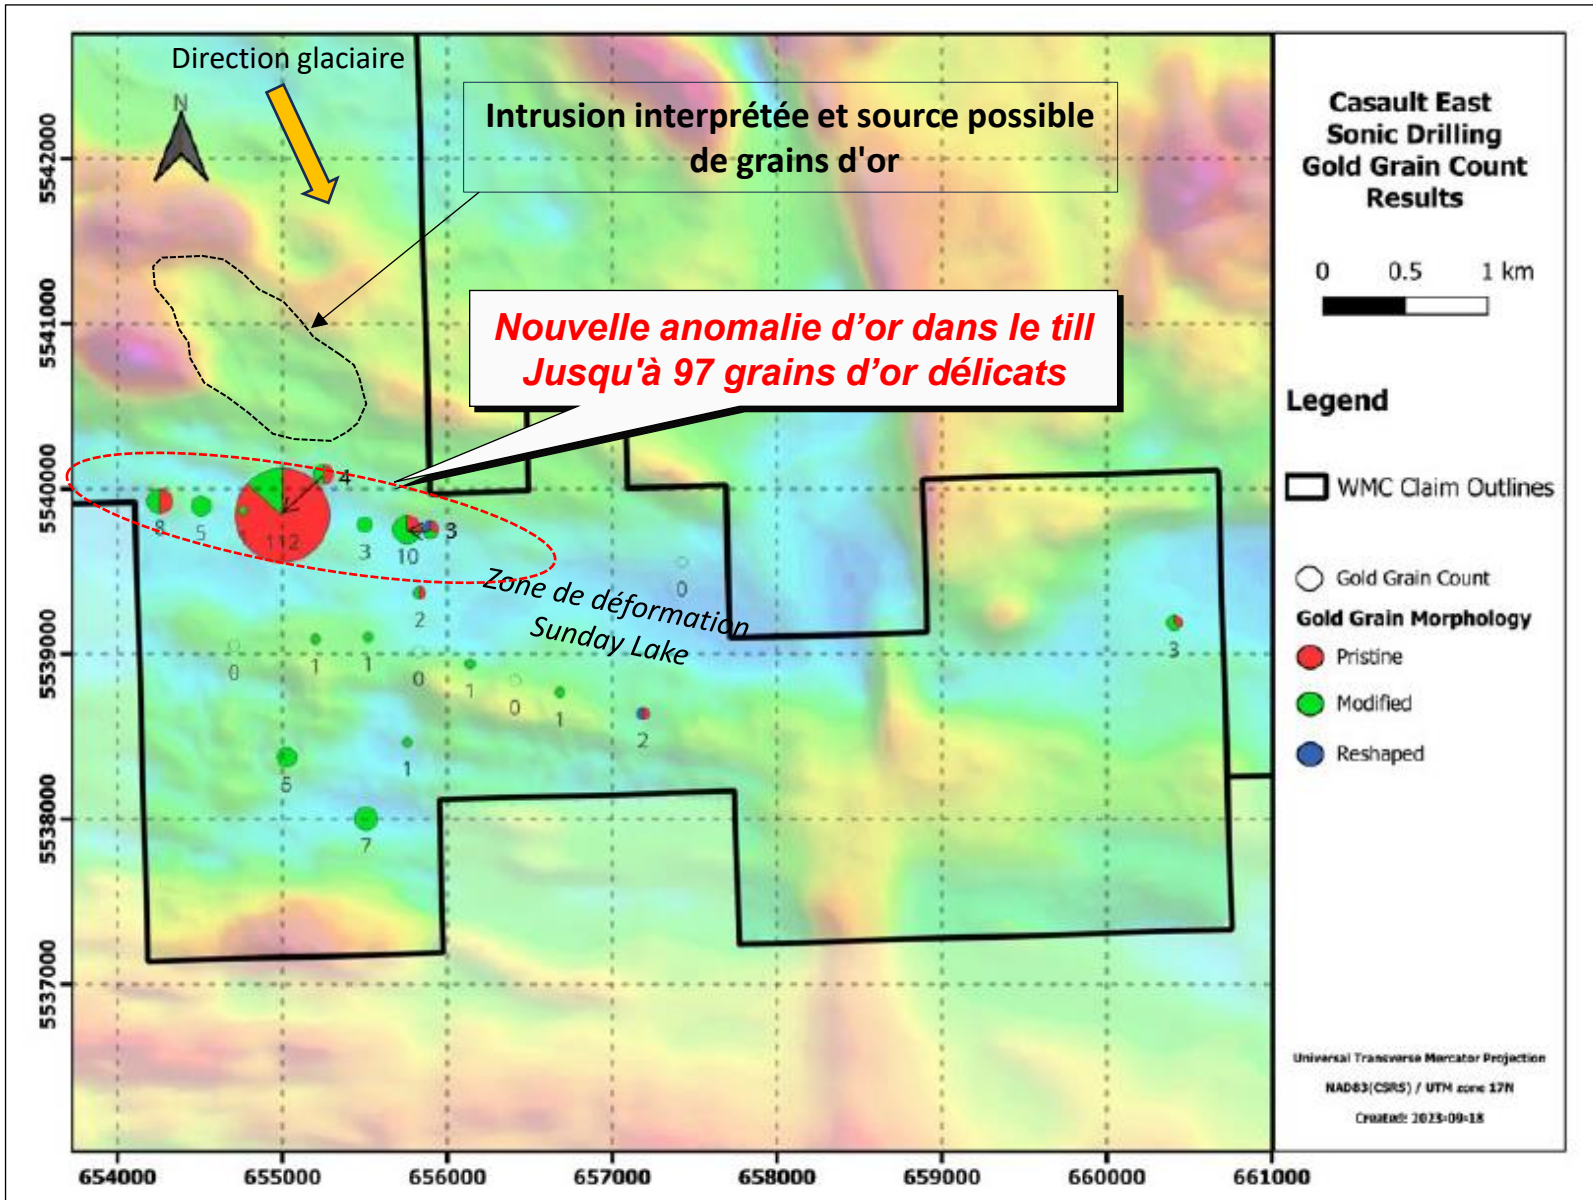 Direction glaciaire
N
Intrusion interprétée et source possible
de grains d'or
Nouvelle anomalie d'or dans le till
Jusqu'à 97 grains d'or délicats
5542000
5541000
5540000
5539000
5538000
5537000
4
8
5
112
3
10
3
0
2
Zone de déformation
Sunday Lake
0
1
1
0
1
0
1
2
3
1
7
654000
655000
656000
657000
658000
659000
660000
661000
Casault East
Sonic Drilling
Gold Grain Count
Results
0 0.5 1 km
Legend
WMC Claim Outlines
Gold Grain Count
Gold Grain Morphology
Pristine
Modified
Reshaped
Universal Transverse Mercator Projection
NAD83(CSRS) / UTM zone 17N
Created: 2023-09-18